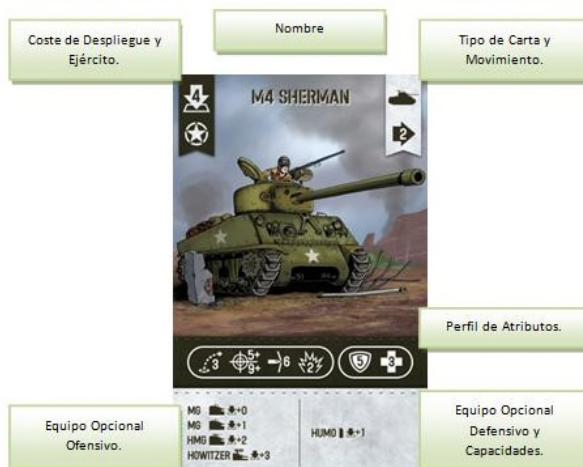 Coste de Despliegue y
Ejército.
Nombre
Tipo de Carta y
Movimiento.
4
M4 SHERMAN
2
Perfil de Atributos.
3 5+ 9+ 6 2 5 3
Equipo Opcional
Ofensivo.
MG +0
MG +1
HMG +2
HOWITZER +3
HUMO +1
Equipo Opcional
Defensivo y
Capacidades.